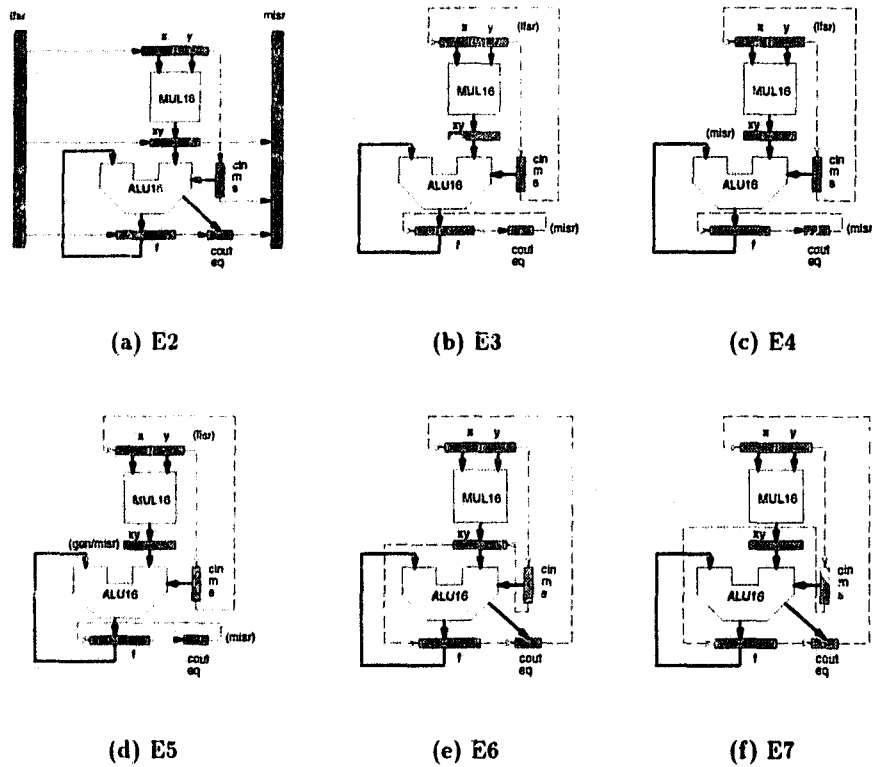 lfsr
misr
x y
MUL16
xy
ALU16
cin
m
s
f
cout
eq
(a) E2
x y (lfsr)
MUL16
xy
ALU16
cin
m
s
(misr)
f
cout
eq
(b) E3
x y (lfsr)
MUL16
(misr) xy
ALU16
cin
m
s
(misr)
f
cout
eq
(c) E4
x y (lfsr)
MUL16
(gen/misr) xy
ALU16
cin
m
s
(misr)
f
cout
eq
(d) E5
x y
MUL16
xy
ALU16
cin
m
s
f
cout
eq
(e) E6
x y
MUL16
xy
ALU16
cin
m
s
f
cout
eq
(f) E7